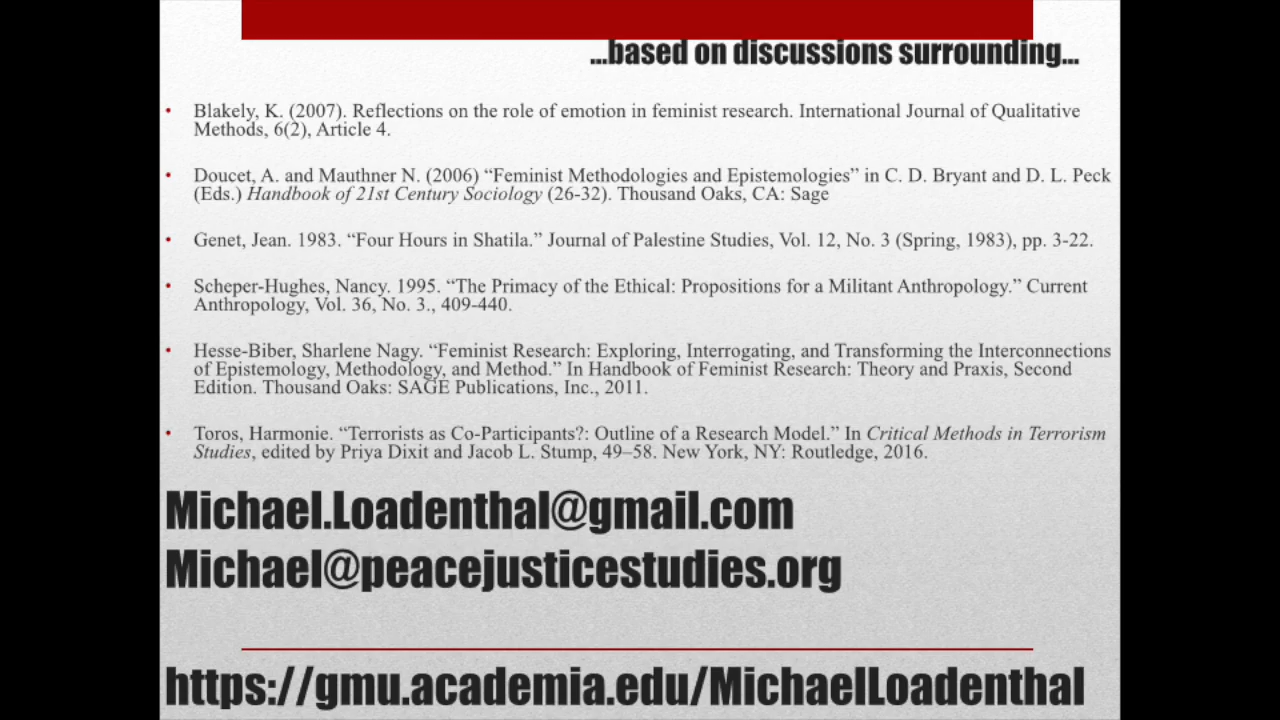 ...based on discussions surrounding...
• Blakely, K. (2007). Reflections on the role of emotion in feminist research. International Journal of Qualitative
Methods, 6(2), Article 4.
• Doucet, A. and Mauthner N. (2006) “Feminist Methodologies and Epistemologies” in C. D. Bryant and D. L. Peck
(Eds.) Handbook of 21st Century Sociology (26-32). Thousand Oaks, CA: Sage
• Genet, Jean. 1983. “Four Hours in Shatila.” Journal of Palestine Studies, Vol. 12, No. 3 (Spring, 1983), pp. 3-22.
• Scheper-Hughes, Nancy. 1995. “The Primacy of the Ethical: Propositions for a Militant Anthropology.” Current
Anthropology, Vol. 36, No. 3., 409-440.
• Hesse-Biber, Sharlene Nagy. “Feminist Research: Exploring, Interrogating, and Transforming the Interconnections
of Epistemology, Methodology, and Method.” In Handbook of Feminist Research: Theory and Praxis, Second
Edition. Thousand Oaks: SAGE Publications, Inc., 2011.
• Toros, Harmonie. “Terrorists as Co-Participants?: Outline of a Research Model.” In Critical Methods in Terrorism
Studies, edited by Priya Dixit and Jacob L. Stump, 49–58. New York, NY: Routledge, 2016.
Michael.Loadenthal@gmail.com
Michael@peacejusticestudies.org
https://gmu.academia.edu/MichaelLoadenthal